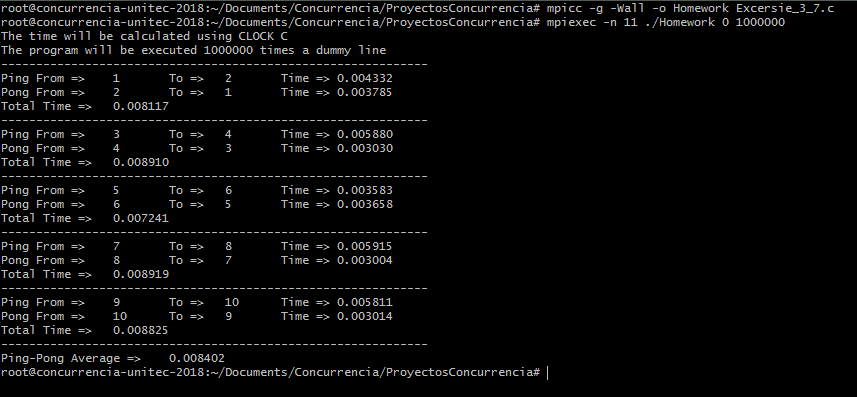 root@concurrencia-unitec-2018:~/Documents/Concurrencia/ProyectosConcurrencia# mpicc -g -Wall -o Homework Excersie_3_7.c
root@concurrencia-unitec-2018:~/Documents/Concurrencia/ProyectosConcurrencia# mpiexec -n 11 ./Homework 0 1000000
The time will be calculated using CLOCK C
The program will be executed 1000000 times a dummy line
-------------------------------------------------------------
Ping From =>    1       To =>   2       Time => 0.004332
Pong From =>    2       To =>   1       Time => 0.003785
Total Time =>   0.008117
-------------------------------------------------------------
Ping From =>    3       To =>   4       Time => 0.005880
Pong From =>    4       To =>   3       Time => 0.003030
Total Time =>   0.008910
-------------------------------------------------------------
Ping From =>    5       To =>   6       Time => 0.003583
Pong From =>    6       To =>   5       Time => 0.003658
Total Time =>   0.007241
-------------------------------------------------------------
Ping From =>    7       To =>   8       Time => 0.005915
Pong From =>    8       To =>   7       Time => 0.003004
Total Time =>   0.008919
-------------------------------------------------------------
Ping From =>    9       To =>   10      Time => 0.005811
Pong From =>    10      To =>   9       Time => 0.003014
Total Time =>   0.008825
-------------------------------------------------------------
Ping-Pong Average =>    0.008402
root@concurrencia-unitec-2018:~/Documents/Concurrencia/ProyectosConcurrencia#